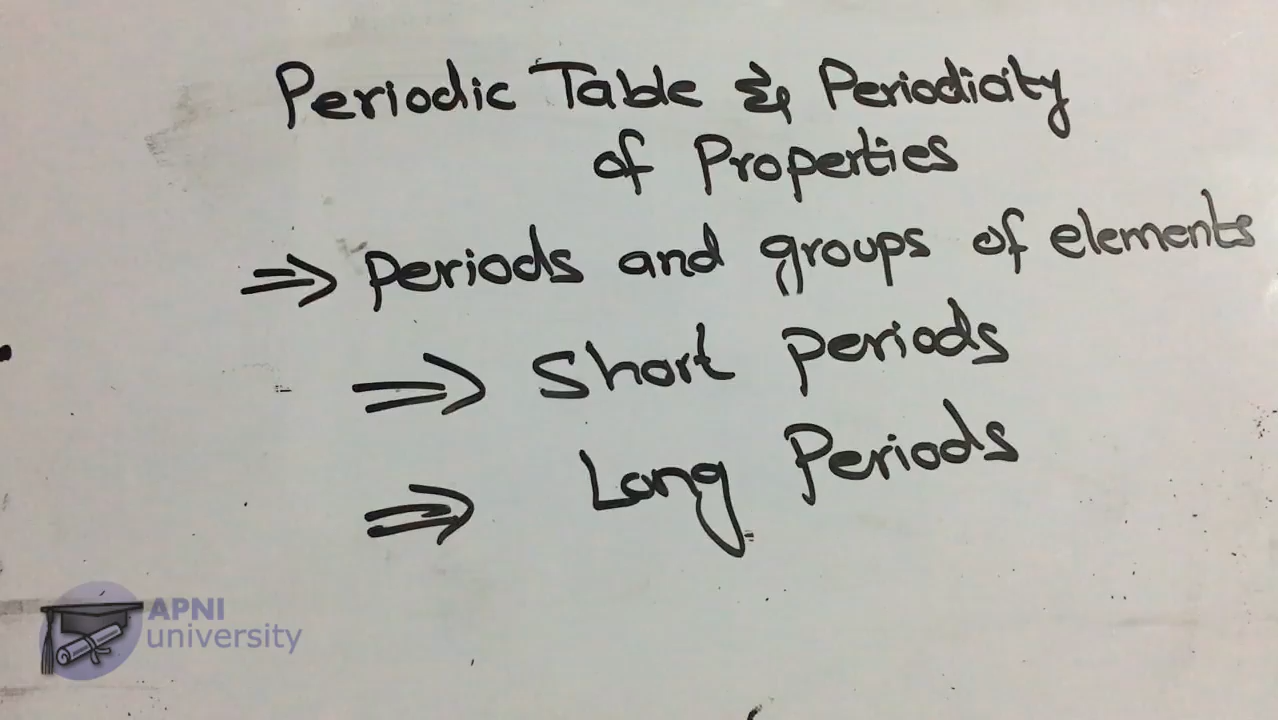 Periodic Table & Periodicity
of Properties
⇒ Periods and groups of elements
⇒ Short periods
⇒ Long Periods
APNI
university